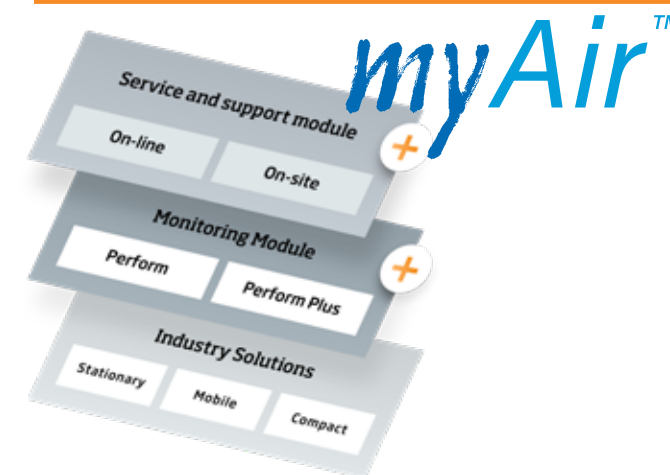 myAir™
Service and support module
On-line
On-site
+
Monitoring Module
Perform
Perform Plus
+
Industry Solutions
Stationary
Mobile
Compact